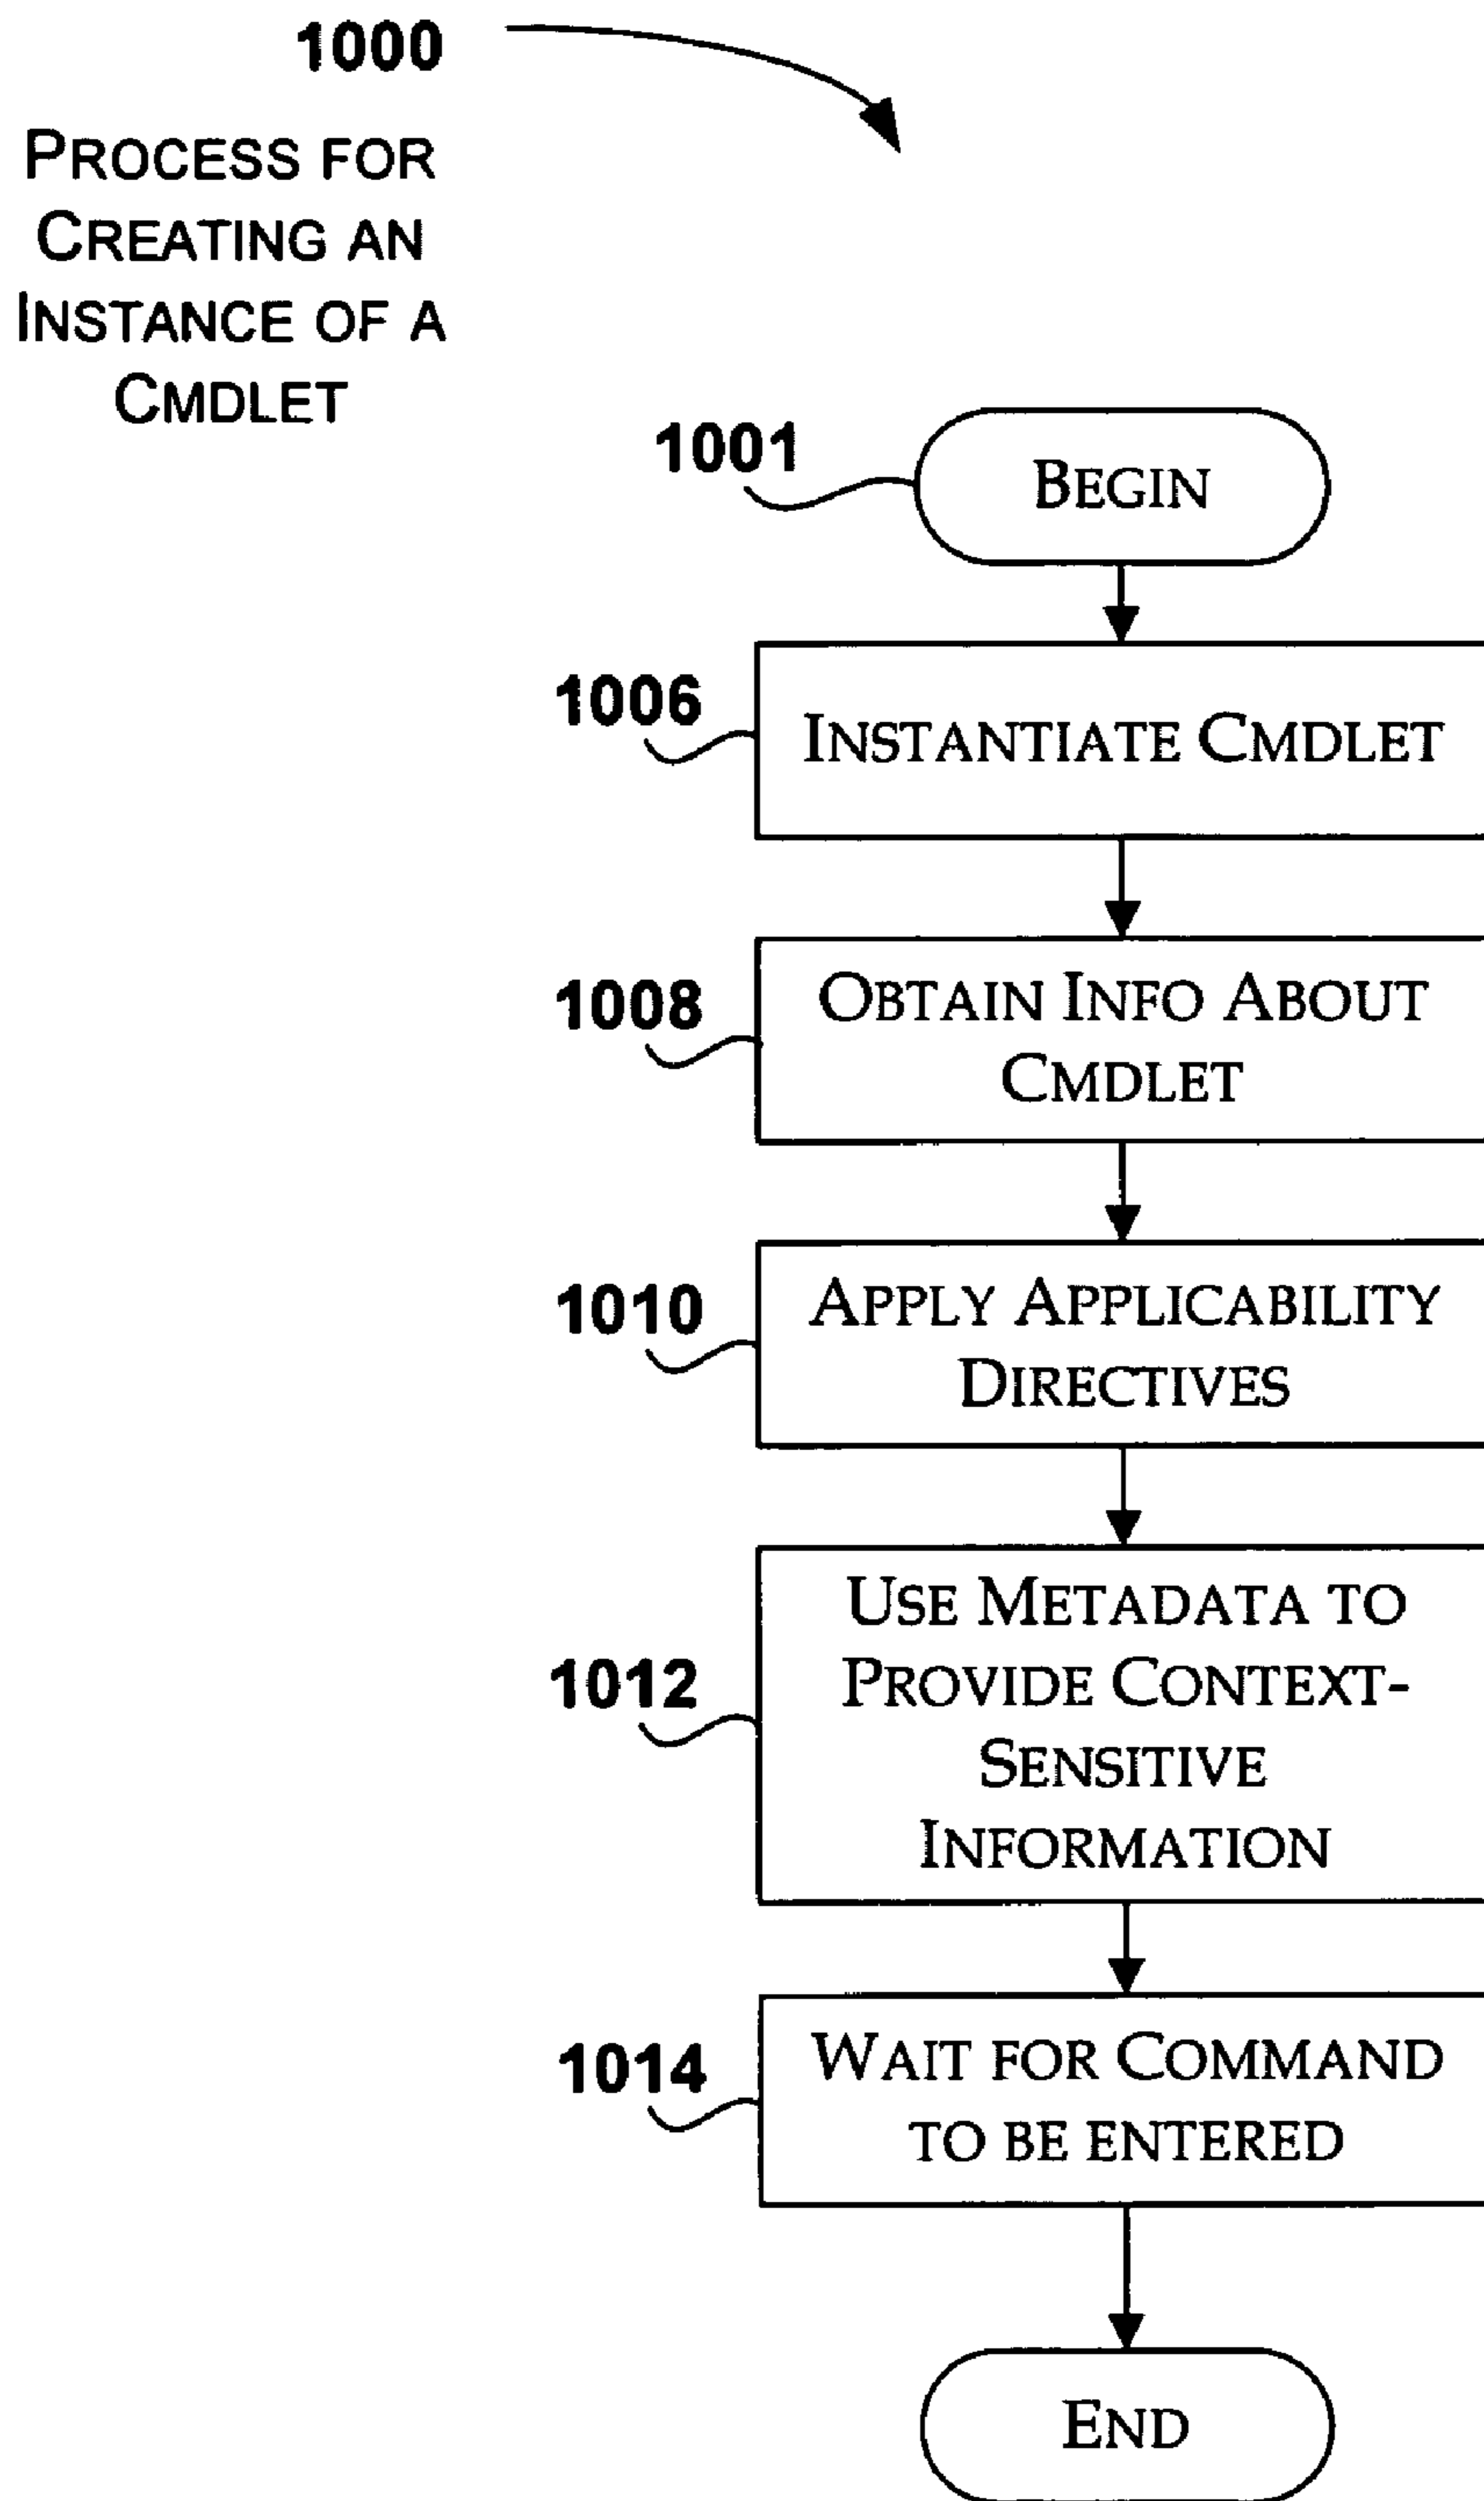 1000
PROCESS FOR
CREATING AN
INSTANCE OF A
CMDLET
1001
BEGIN
1006
INSTANTIATE CMDLET
1008
OBTAIN INFO ABOUT
CMDLET
1010
APPLY APPLICABILITY
DIRECTIVES
1012
USE METADATA TO
PROVIDE CONTEXT-
SENSITIVE
INFORMATION
1014
WAIT FOR COMMAND
TO BE ENTERED
END